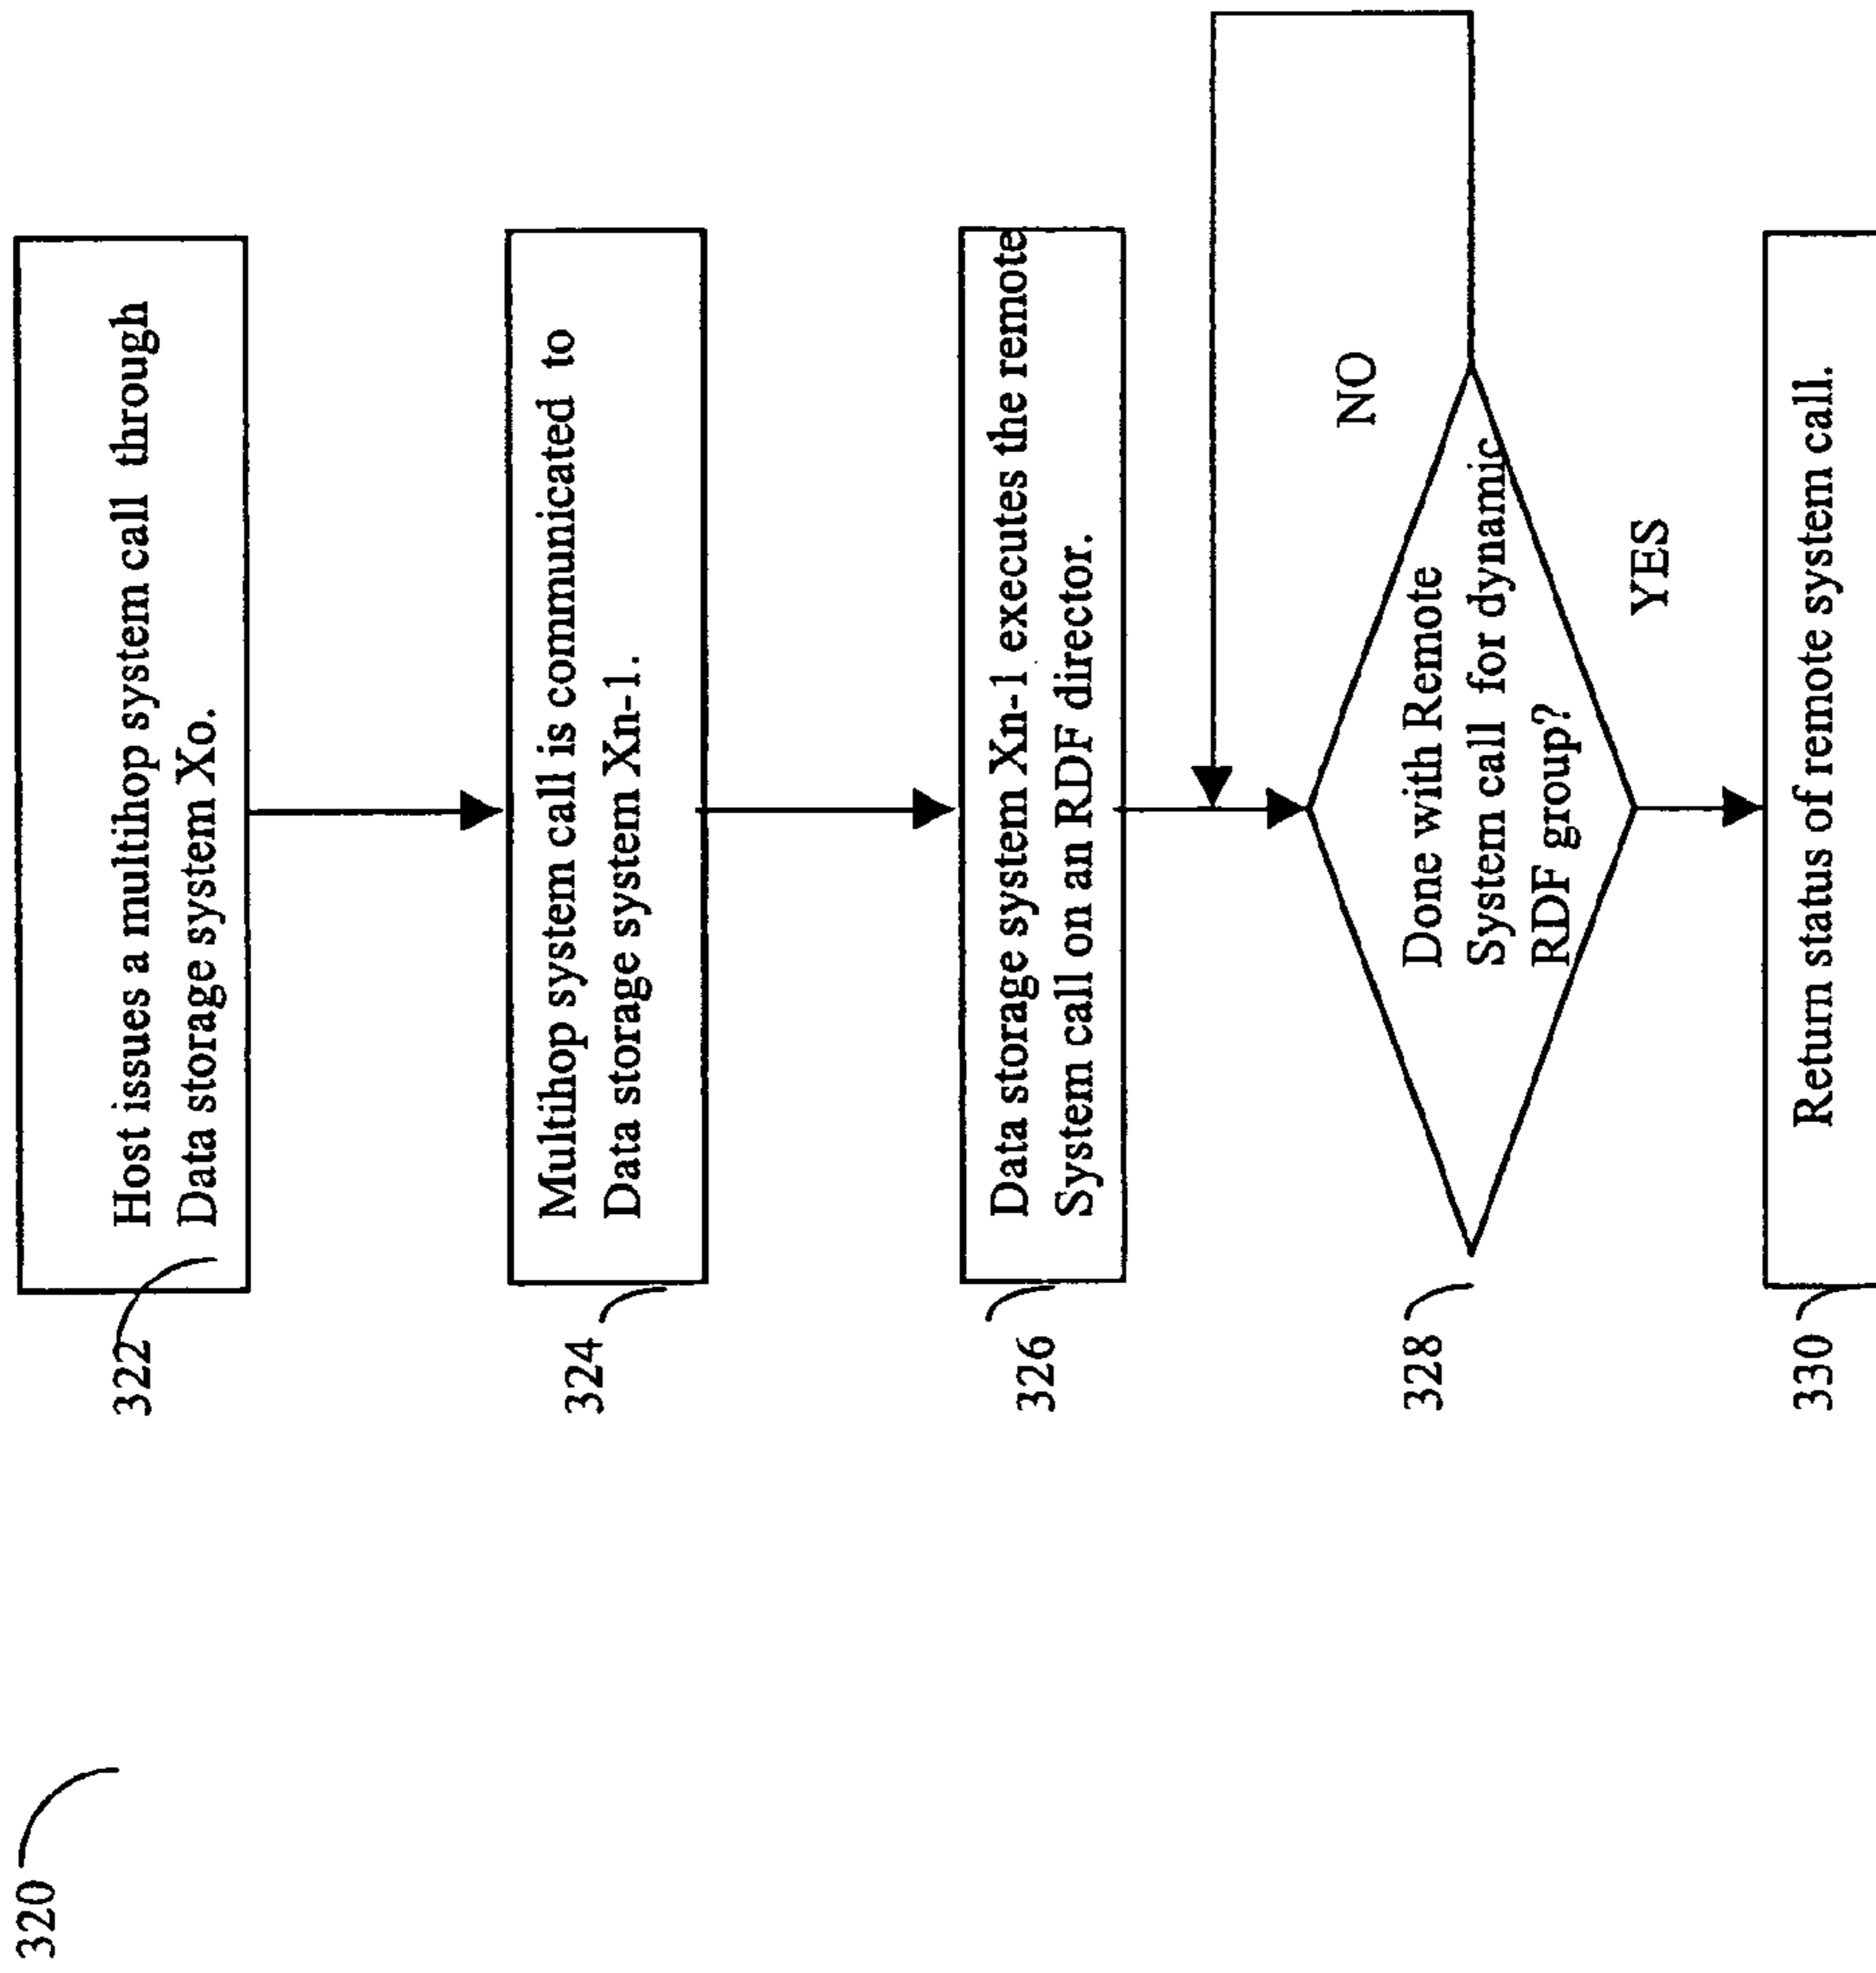 320
322
Host issues a multihop system call through
Data storage system Xo.
324
Multihop system call is communicated to
Data storage system Xn-1.
326
Data storage system Xn-1 executes the remote
System call on an RDF director.
328
Done with Remote
System call for dynamic
RDF group?
NO
YES
330
Return status of remote system call.